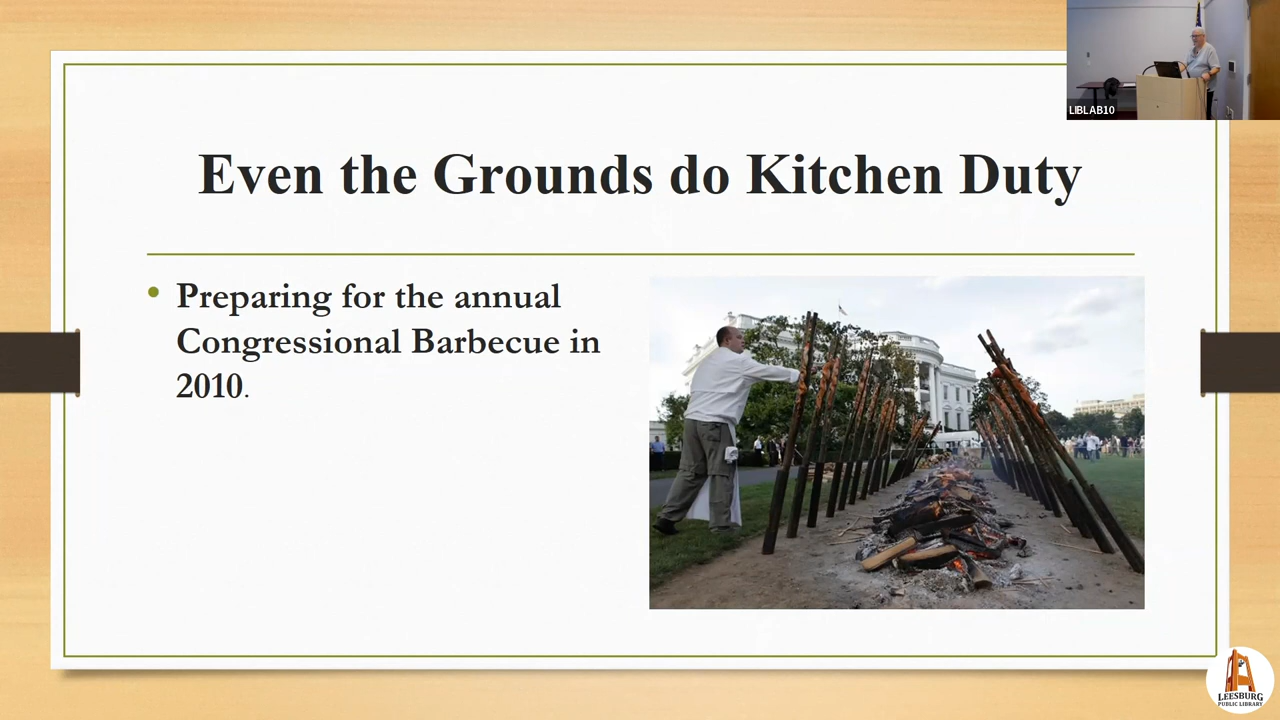 LIBLAB10
Even the Grounds do Kitchen Duty
• Preparing for the annual
Congressional Barbecue in
2010.
LEESBURG
PUBLIC LIBRARY